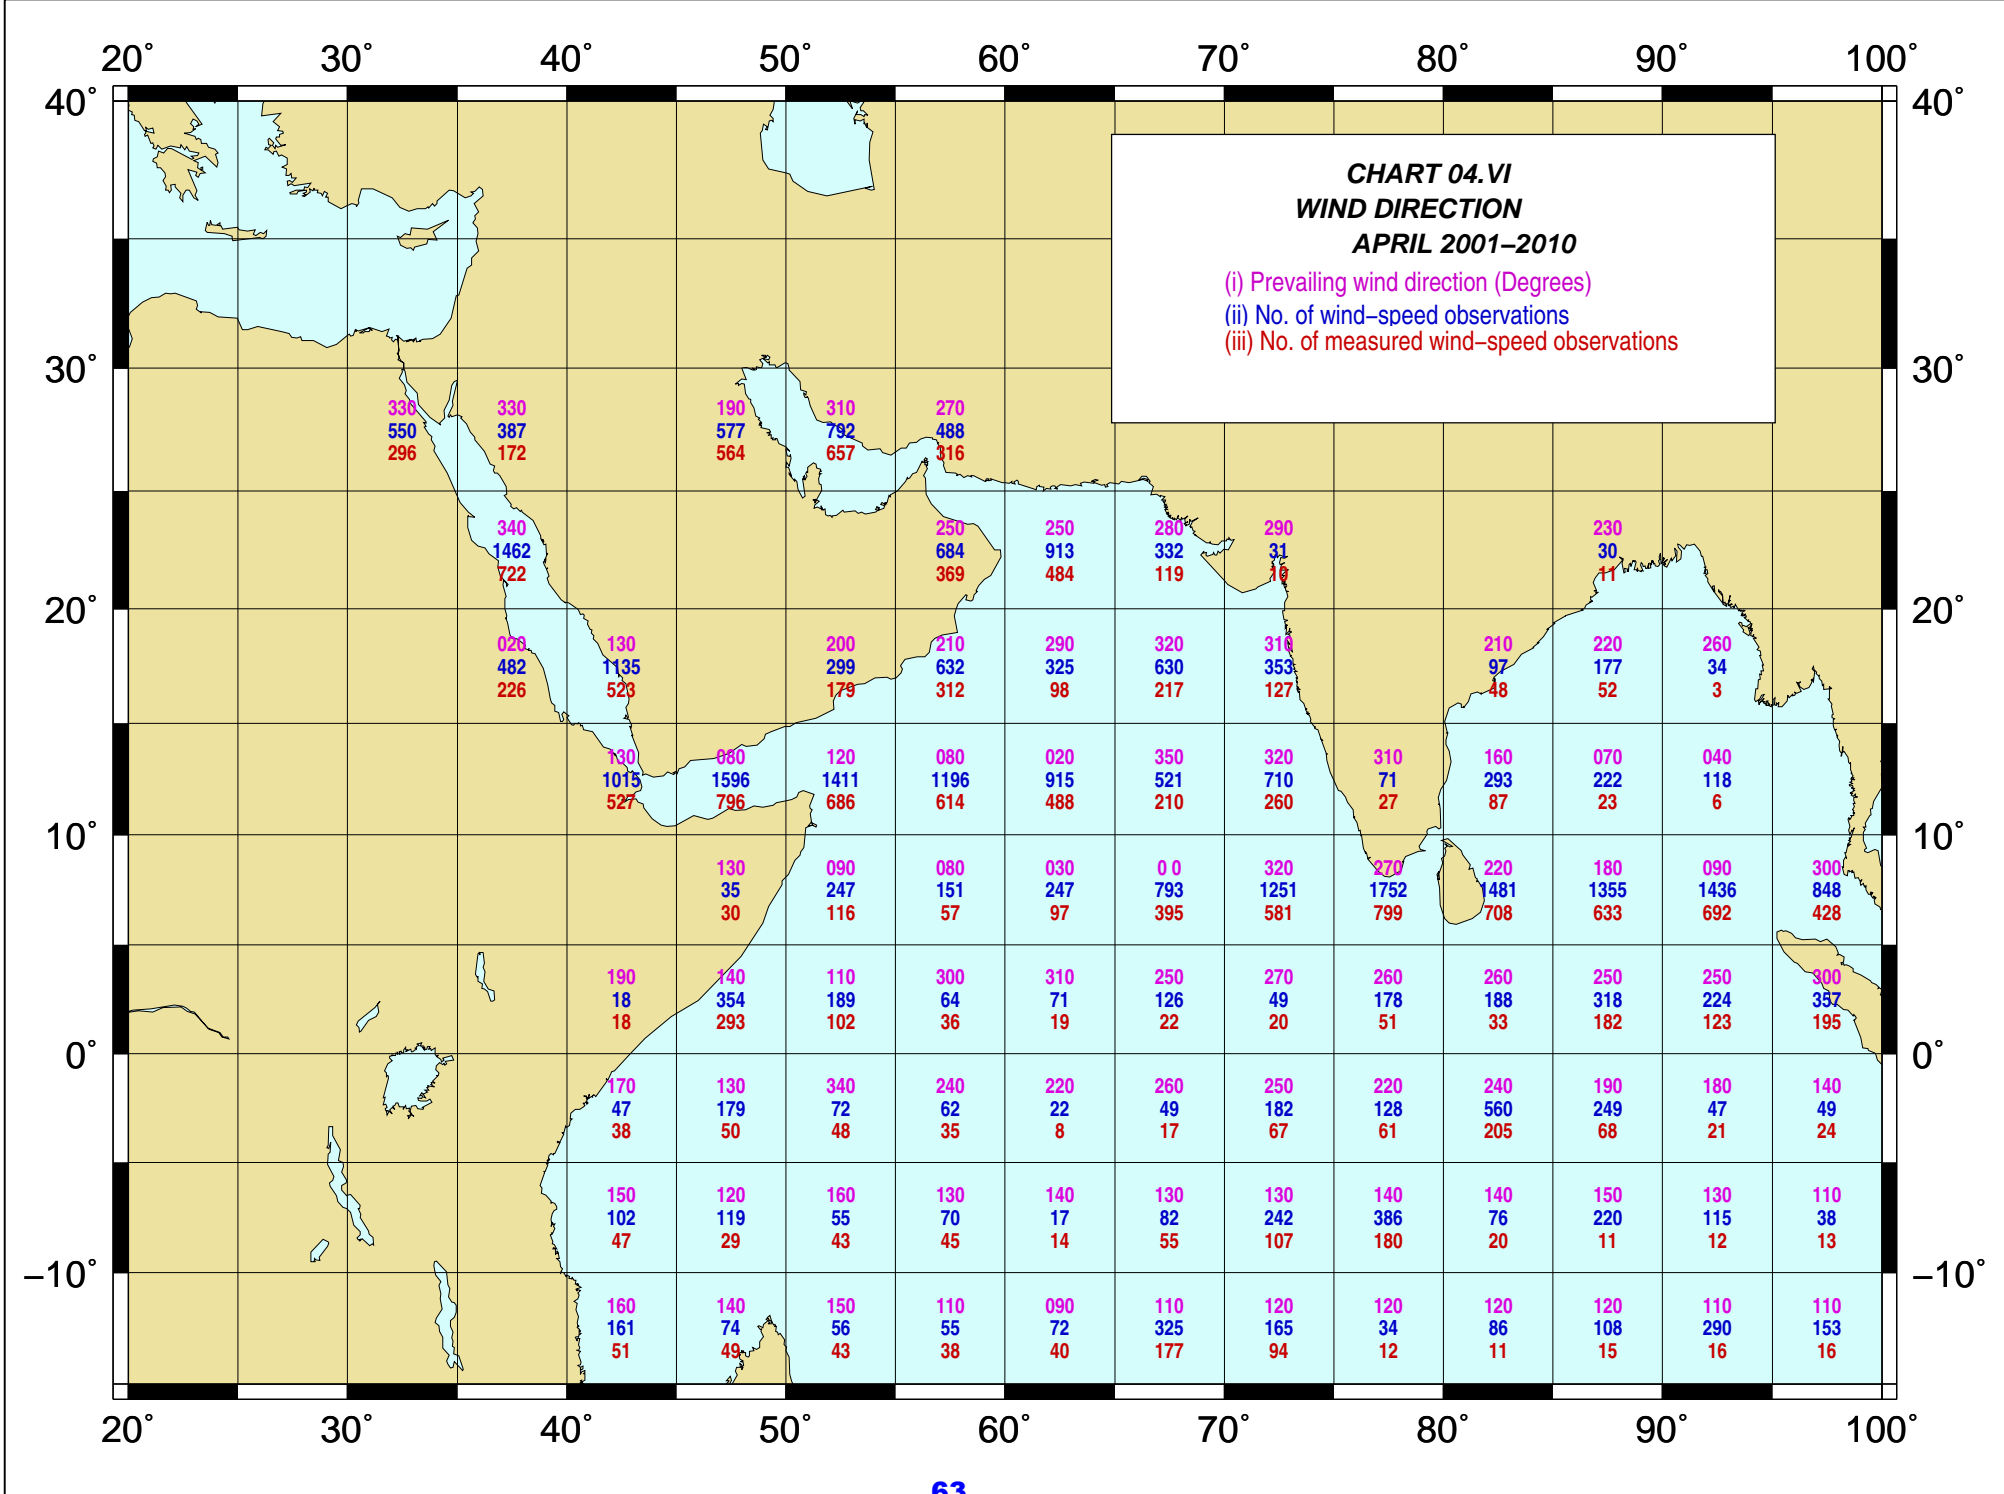 20° 30° 40° 50° 60° 70° 80° 90° 100°
40° 40°
CHART 04.VI
WIND DIRECTION
APRIL 2001–2010
(i) Prevailing wind direction (Degrees)
(ii) No. of wind–speed observations
(iii) No. of measured wind–speed observations
30° 30°
330 330 190 310 270
550 387 577 792 488
296 172 564 657 316
340 250 250 280 290 230
1462 684 913 332 31 30
722 369 484 119 10 11
20° 20°
020 130 200 210 290 320 310 210 220 260
482 1135 299 632 325 630 353 97 177 34
226 523 179 312 98 217 127 48 52 3
130 080 120 080 020 350 320 310 160 070 040
1015 1596 1411 1196 915 521 710 71 293 222 118
527 796 686 614 488 210 260 27 87 23 6
10° 10°
130 090 080 030 0 0 320 270 220 180 090 300
35 247 151 247 793 1251 1752 1481 1355 1436 848
30 116 57 97 395 581 799 708 633 692 428
190 140 110 300 310 250 270 260 260 250 250 300
18 354 189 64 71 126 49 178 188 318 224 357
18 293 102 36 19 22 20 51 33 182 123 195
0° 0°
170 130 340 240 220 260 250 220 240 190 180 140
47 179 72 62 22 49 182 128 560 249 47 49
38 50 48 35 8 17 67 61 205 68 21 24
150 120 160 130 140 130 130 140 140 150 130 110
102 119 55 70 17 82 242 386 76 220 115 38
47 29 43 45 14 55 107 180 20 11 12 13
–10° –10°
160 140 150 110 090 110 120 120 120 120 110 110
161 74 56 55 72 325 165 34 86 108 290 153
51 49 43 38 40 177 94 12 11 15 16 16
20° 30° 40° 50° 60° 70° 80° 90° 100°
63